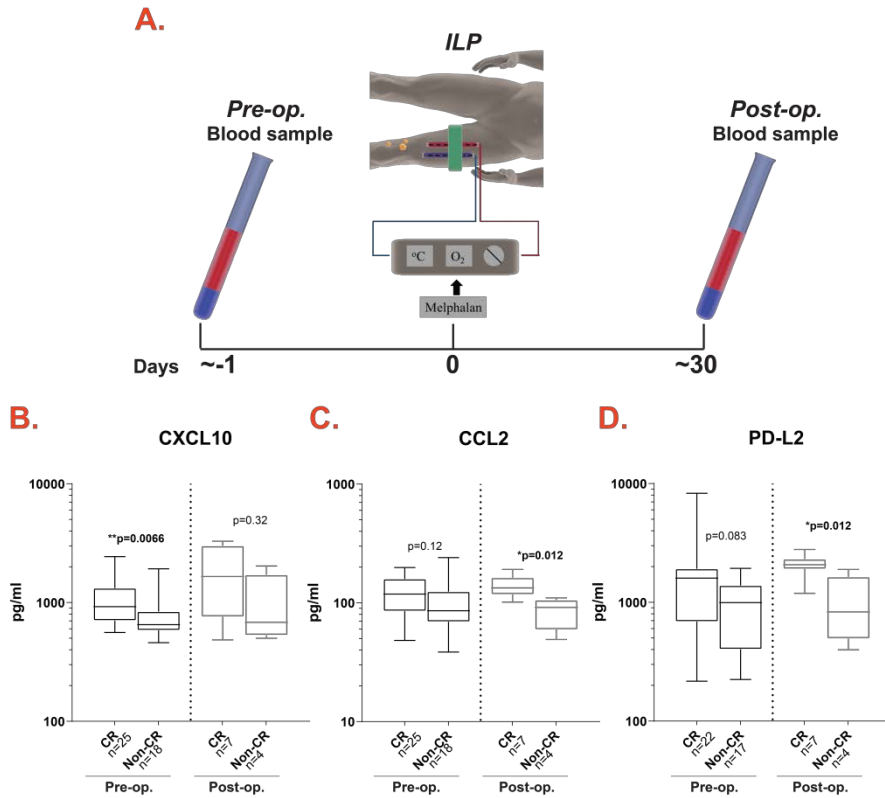 A.
ILP
Pre-op.
Blood sample
Post-op.
Blood sample
°C
O₂
Melphalan
Days
~-1
0
~30
B.
CXCL10
10000
1000
100
pg/ml
**p=0.0066
p=0.32
CR
n=25
Non-CR
n=18
CR
n=7
Non-CR
n=4
Pre-op.
Post-op.
C.
CCL2
1000
100
10
pg/ml
p=0.12
*p=0.012
CR
n=25
Non-CR
n=18
CR
n=7
Non-CR
n=4
Pre-op.
Post-op.
D.
PD-L2
10000
1000
100
pg/ml
p=0.083
*p=0.012
CR
n=22
Non-CR
n=17
CR
n=7
Non-CR
n=4
Pre-op.
Post-op.